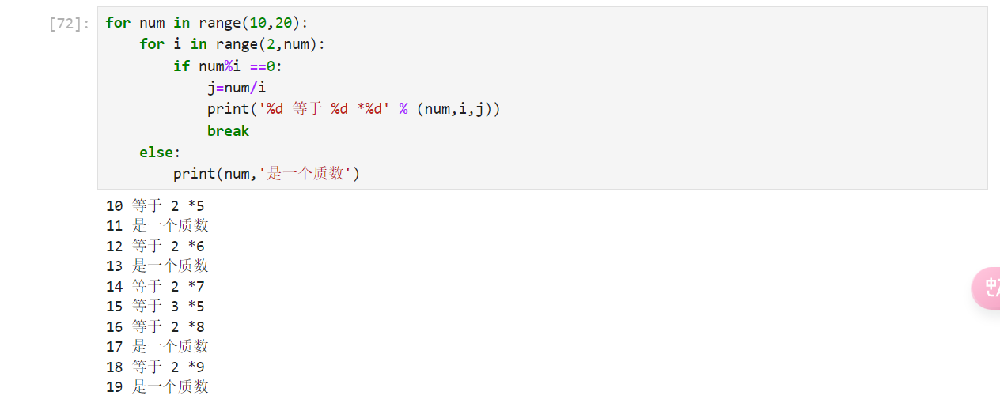 [72]: for num in range(10,20):
for i in range(2,num):
if num%i ==0:
j=num/i
print('%d 等于 %d *%d' % (num,i,j))
break
else:
print(num,'是一个质数')
10 等于 2 *5
11 是一个质数
12 等于 2 *6
13 是一个质数
14 等于 2 *7
15 等于 3 *5
16 等于 2 *8
17 是一个质数
18 等于 2 *9
19 是一个质数